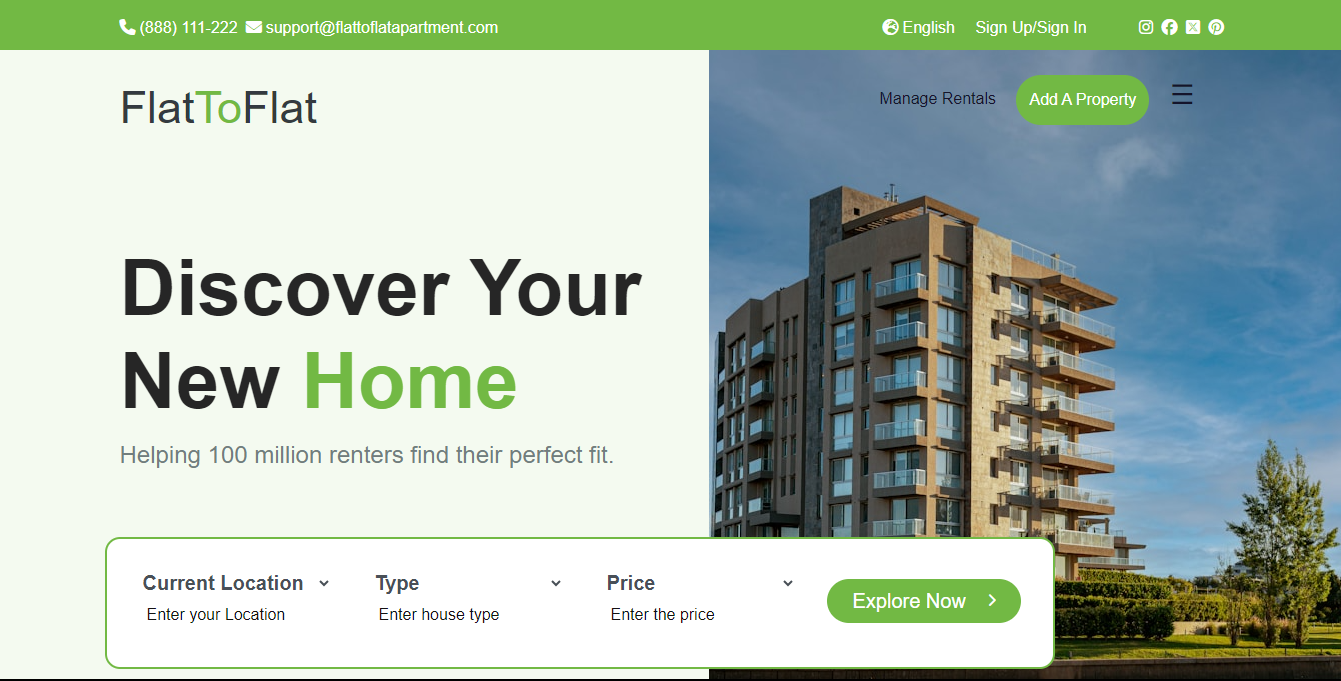 (888) 111-222 support@flattoflatapartment.com English Sign Up/Sign In
FlatToFlat
Manage Rentals Add A Property
Discover Your
New Home
Helping 100 million renters find their perfect fit.
Current Location Type Price
Enter your Location Enter house type Enter the price
Explore Now